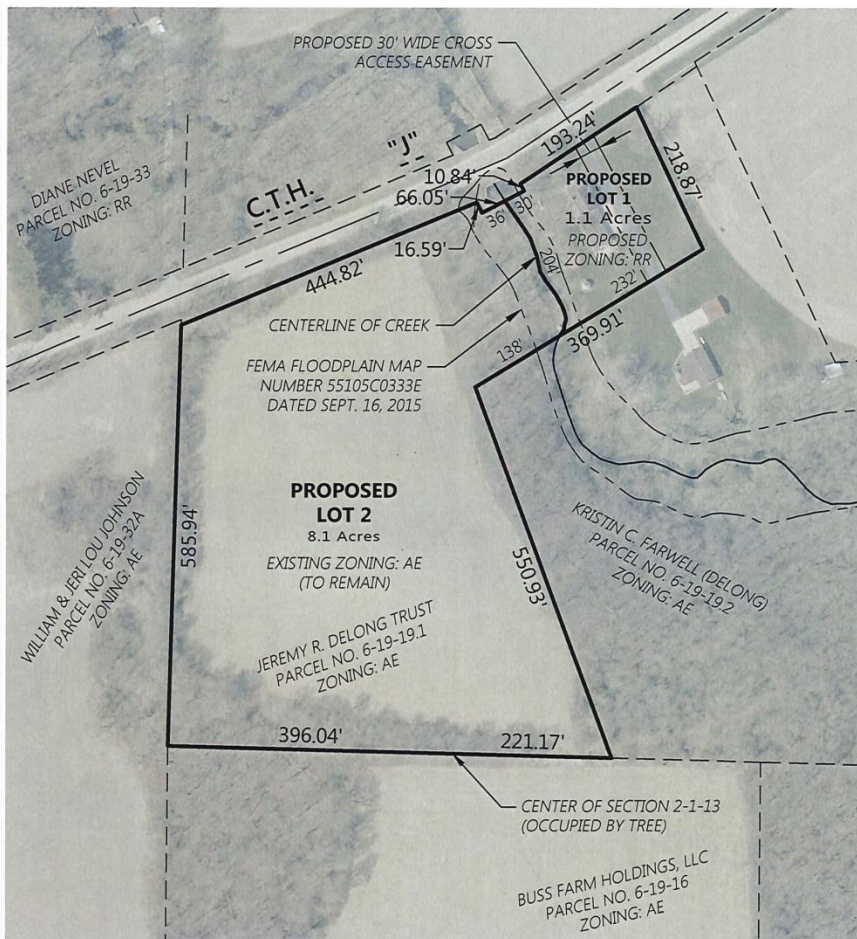 PROPOSED 30' WIDE CROSS
ACCESS EASEMENT
DIANE NEVEL
PARCEL NO. 6-19-33
ZONING: RR
C.T.H. "J"
193.24'
218.87'
10.84'
66.05'
16.59'
36'
30'
PROPOSED
LOT 1
1.1 Acres
PROPOSED
ZONING: RR
444.82'
204'
232'
369.91'
138'
CENTERLINE OF CREEK
FEMA FLOODPLAIN MAP
NUMBER 55105C0333E
DATED SEPT. 16, 2015
PROPOSED
LOT 2
8.1 Acres
EXISTING ZONING: AE
(TO REMAIN)
585.94'
550.93'
WILLIAM & JERI LOU JOHNSON
PARCEL NO. 6-19-32A
ZONING: AE
KRISTIN C. FARWELL (DELONG)
PARCEL NO. 6-19-19.2
ZONING: AE
JEREMY R. DELONG TRUST
PARCEL NO. 6-19-19.1
ZONING: AE
396.04'
221.17'
CENTER OF SECTION 2-1-13
(OCCUPIED BY TREE)
BUSS FARM HOLDINGS, LLC
PARCEL NO. 6-19-16
ZONING: AE